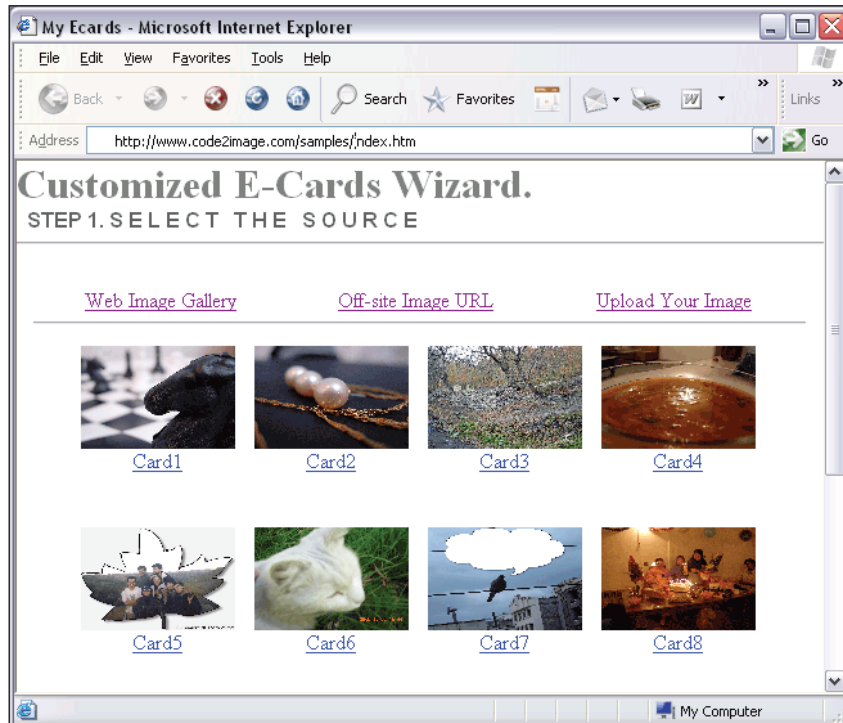 My Ecards - Microsoft Internet Explorer
File Edit View Favorites Tools Help
Back Search Favorites Links
Address http://www.code2image.com/samples/index.htm Go
Customized E-Cards Wizard.
STEP 1. SELECT THE SOURCE
Web Image Gallery Off-site Image URL Upload Your Image
Card1 Card2 Card3 Card4
Card5 Card6 Card7 Card8
My Computer